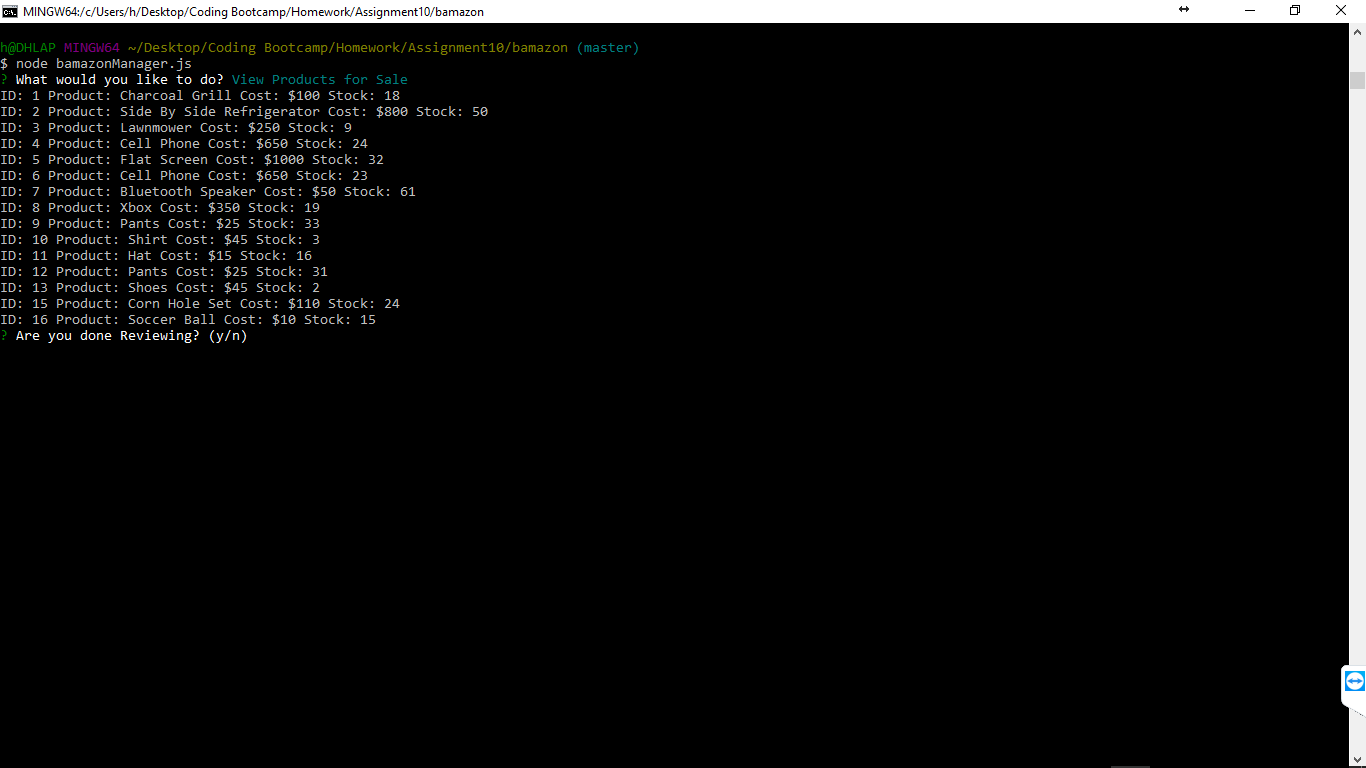 MINGW64:/c/Users/h/Desktop/Coding Bootcamp/Homework/Assignment10/bamazon
h@DHLAP MINGW64 ~/Desktop/Coding Bootcamp/Homework/Assignment10/bamazon (master)
$ node bamazonManager.js
? What would you like to do? View Products for Sale
ID: 1 Product: Charcoal Grill Cost: $100 Stock: 18
ID: 2 Product: Side By Side Refrigerator Cost: $800 Stock: 50
ID: 3 Product: Lawnmower Cost: $250 Stock: 9
ID: 4 Product: Cell Phone Cost: $650 Stock: 24
ID: 5 Product: Flat Screen Cost: $1000 Stock: 32
ID: 6 Product: Cell Phone Cost: $650 Stock: 23
ID: 7 Product: Bluetooth Speaker Cost: $50 Stock: 61
ID: 8 Product: Xbox Cost: $350 Stock: 19
ID: 9 Product: Pants Cost: $25 Stock: 33
ID: 10 Product: Shirt Cost: $45 Stock: 3
ID: 11 Product: Hat Cost: $15 Stock: 16
ID: 12 Product: Pants Cost: $25 Stock: 31
ID: 13 Product: Shoes Cost: $45 Stock: 2
ID: 15 Product: Corn Hole Set Cost: $110 Stock: 24
ID: 16 Product: Soccer Ball Cost: $10 Stock: 15
? Are you done Reviewing? (y/n)